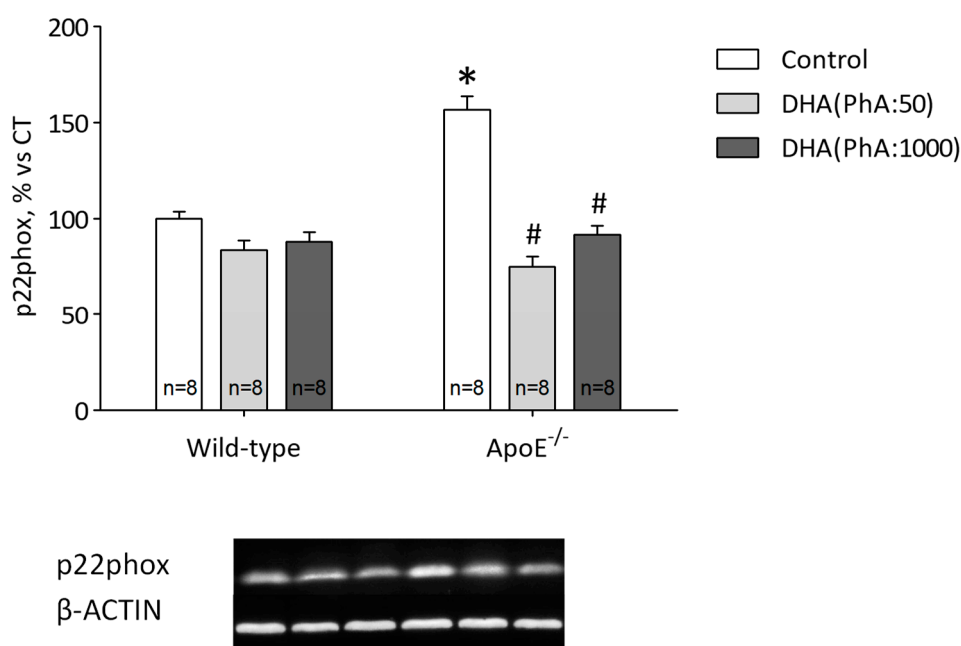 200
150
100
50
0
p22phox, % vs CT
*
#
#
n=8
n=8
n=8
n=8
n=8
n=8
Wild-type
ApoE-/-
Control
DHA(PhA:50)
DHA(PhA:1000)
p22phox
β-ACTIN